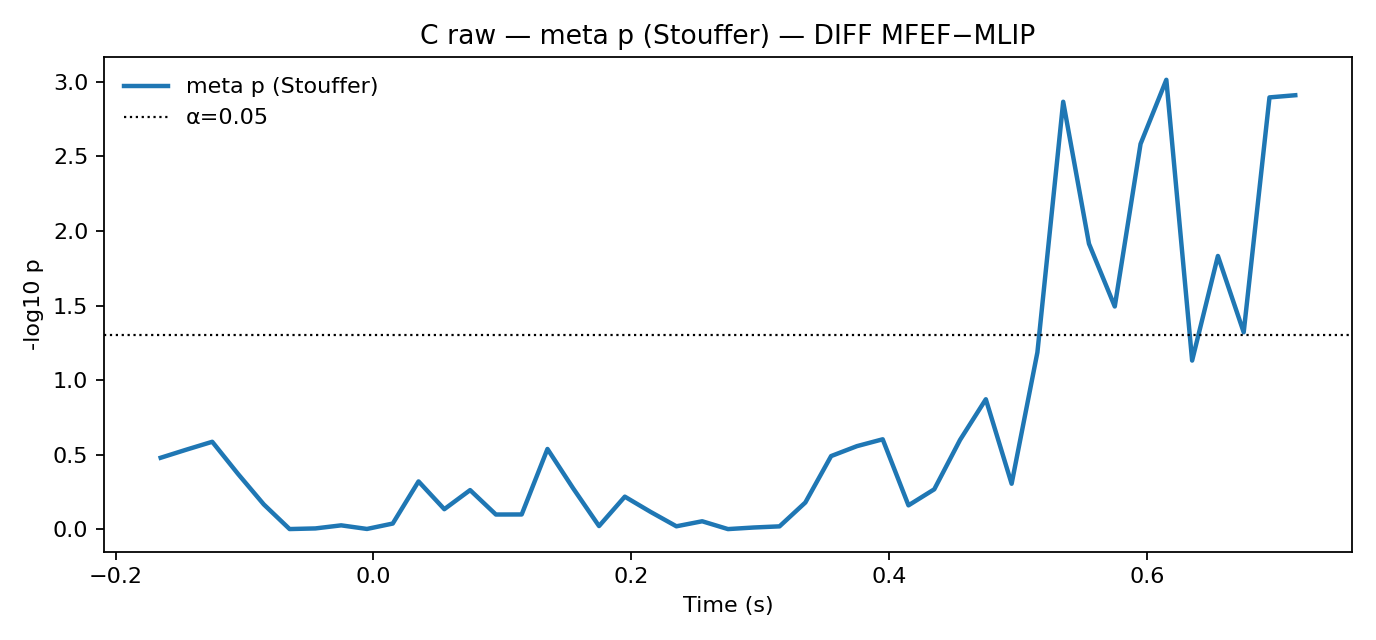 C raw — meta p (Stouffer) — DIFF MFEF−MLIP
meta p (Stouffer)
α=0.05
3.0
2.5
2.0
1.5
1.0
0.5
0.0
-log10 p
−0.2
0.0
0.2
0.4
0.6
Time (s)